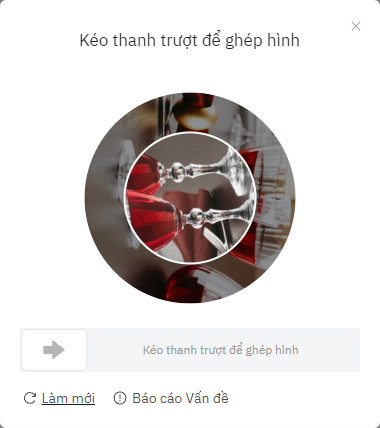 Kéo thanh trượt để ghép hình
Kéo thanh trượt để ghép hình
Làm mới Báo cáo Vấn đề